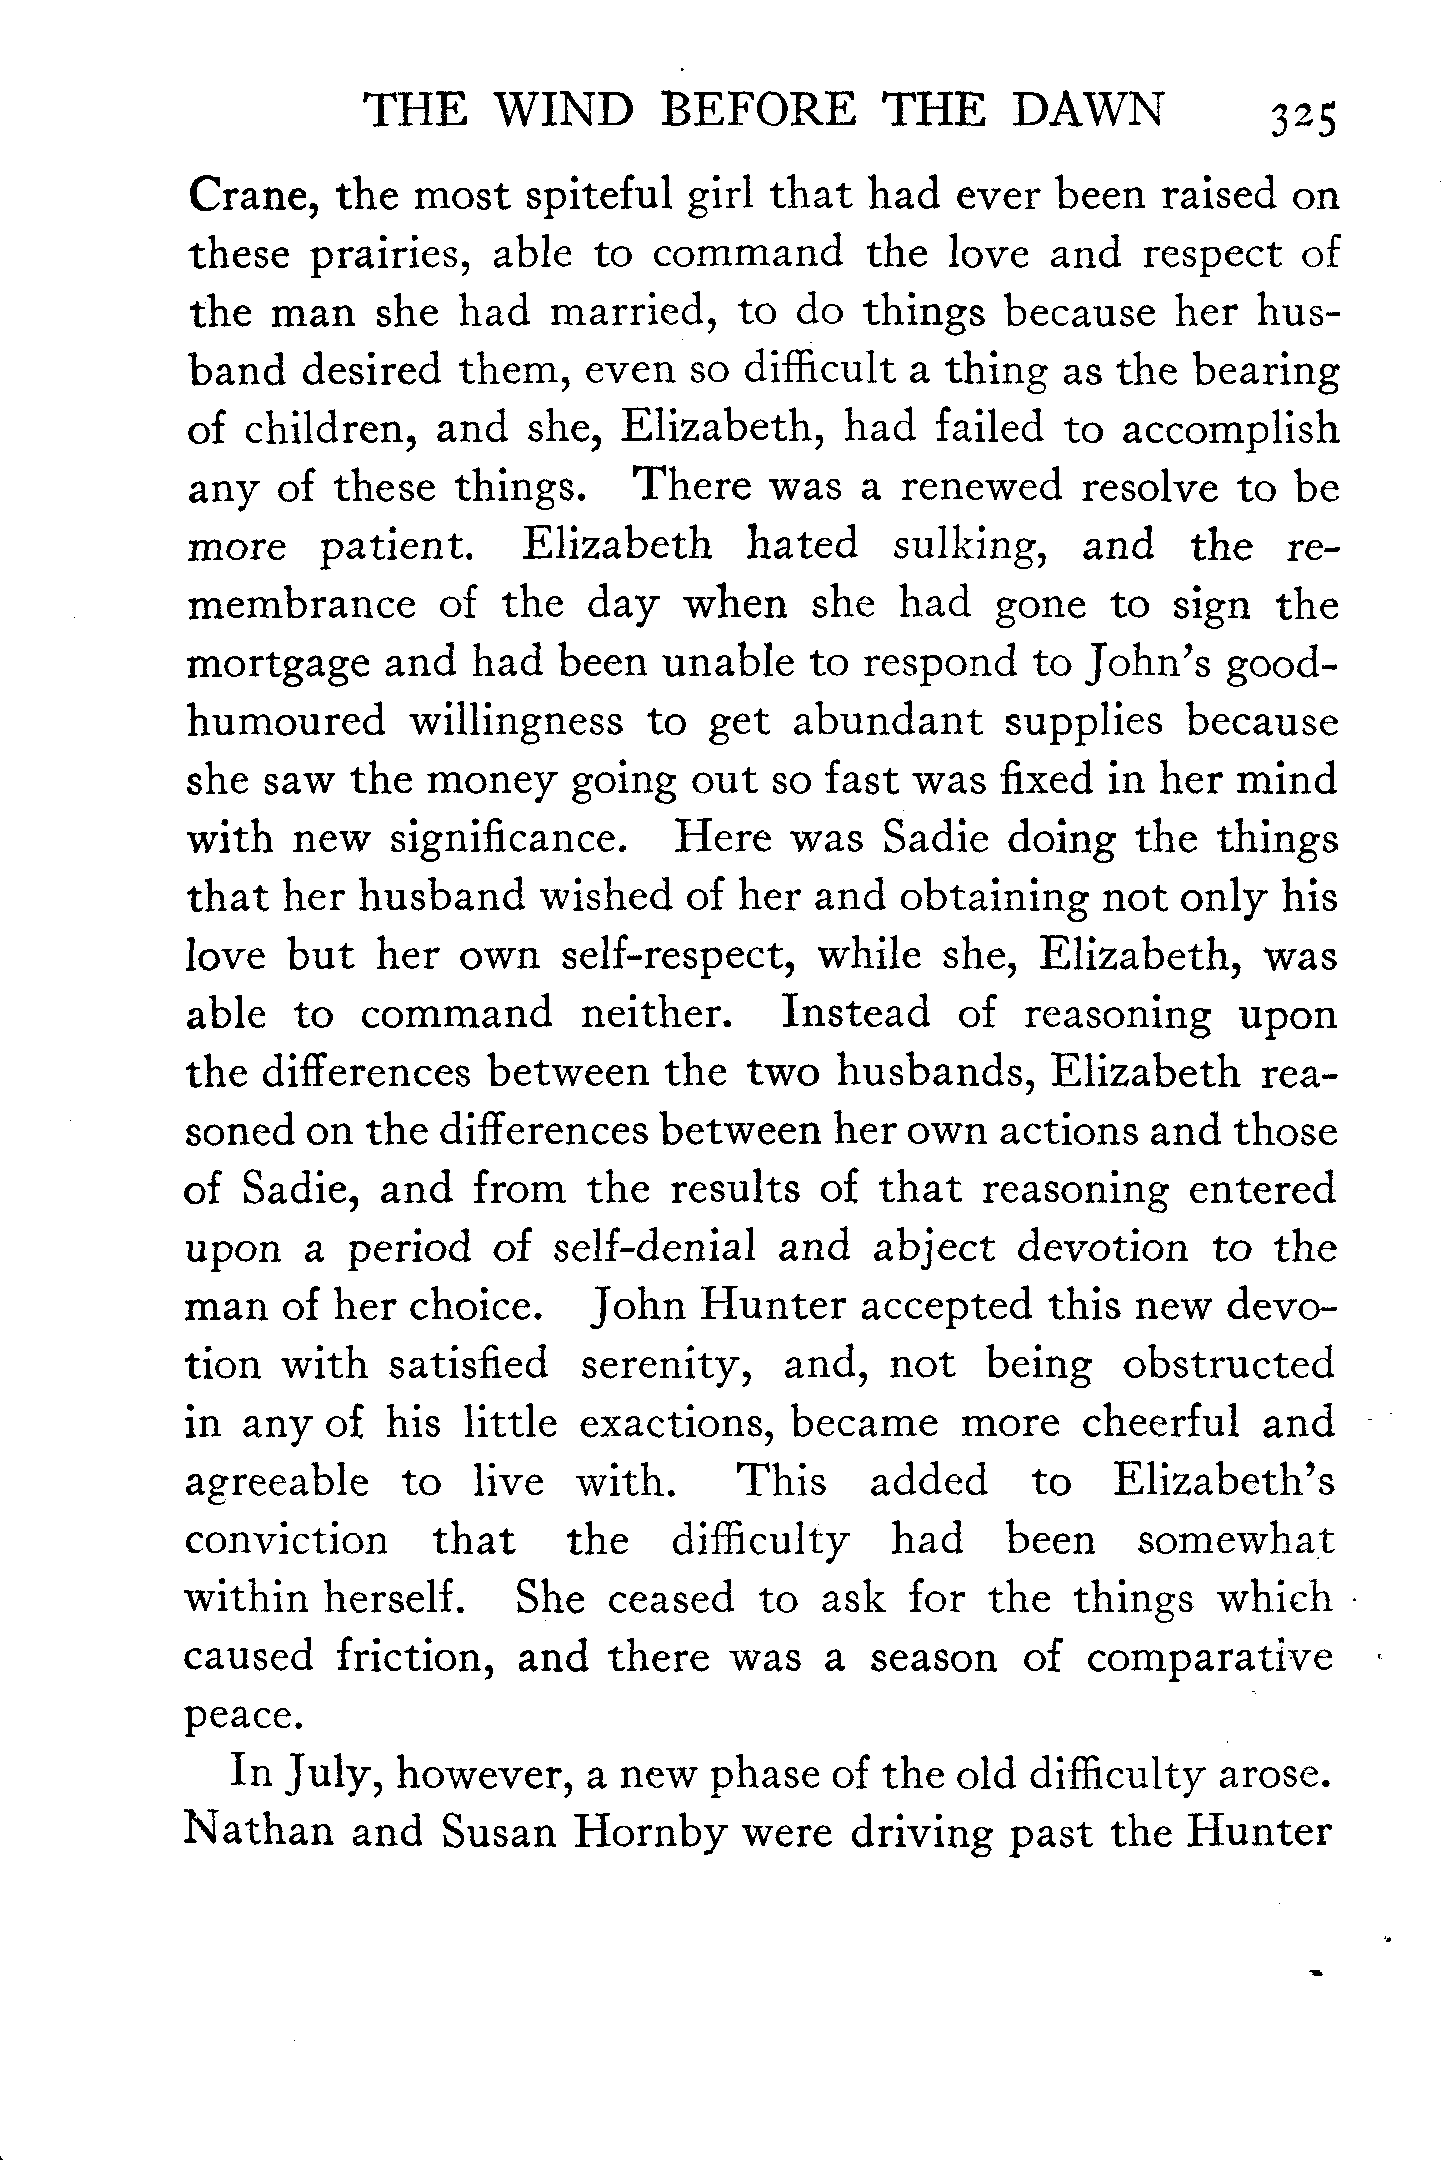 THE WIND BEFORE THE DAWN 325
Crane, the most spiteful girl that had ever been raised on
these prairies, able to command the love and respect of
the man she had married, to do things because her hus-
band desired them, even so difficult a thing as the bearing
of children, and she, Elizabeth, had failed to accomplish
any of these things. There was a renewed resolve to be
more patient. Elizabeth hated sulking, and the re-
membrance of the day when she had gone to sign the
mortgage and had been unable to respond to John's good-
humoured willingness to get abundant supplies because
she saw the money going out so fast was fixed in her mind
with new significance. Here was Sadie doing the things
that her husband wished of her and obtaining not only his
love but her own self-respect, while she, Elizabeth, was
able to command neither. Instead of reasoning upon
the differences between the two husbands, Elizabeth rea-
soned on the differences between her own actions and those
of Sadie, and from the results of that reasoning entered
upon a period of self-denial and abject devotion to the
man of her choice. John Hunter accepted this new devo-
tion with satisfied serenity, and, not being obstructed
in any of his little exactions, became more cheerful and
agreeable to live with. This added to Elizabeth's
conviction that the difficulty had been somewhat
within herself. She ceased to ask for the things which
caused friction, and there was a season of comparative
peace.
In July, however, a new phase of the old difficulty arose.
Nathan and Susan Hornby were driving past the Hunter